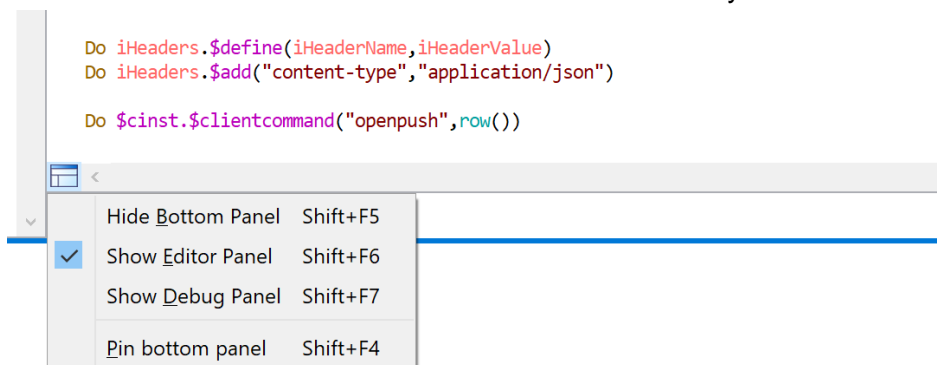 Do iHeaders.$define(iHeaderName,iHeaderValue)
Do iHeaders.$add("content-type","application/json")
Do $cinst.$clientcommand("openpush",row())
Hide Bottom Panel Shift+F5
Show Editor Panel Shift+F6
Show Debug Panel Shift+F7
Pin bottom panel Shift+F4